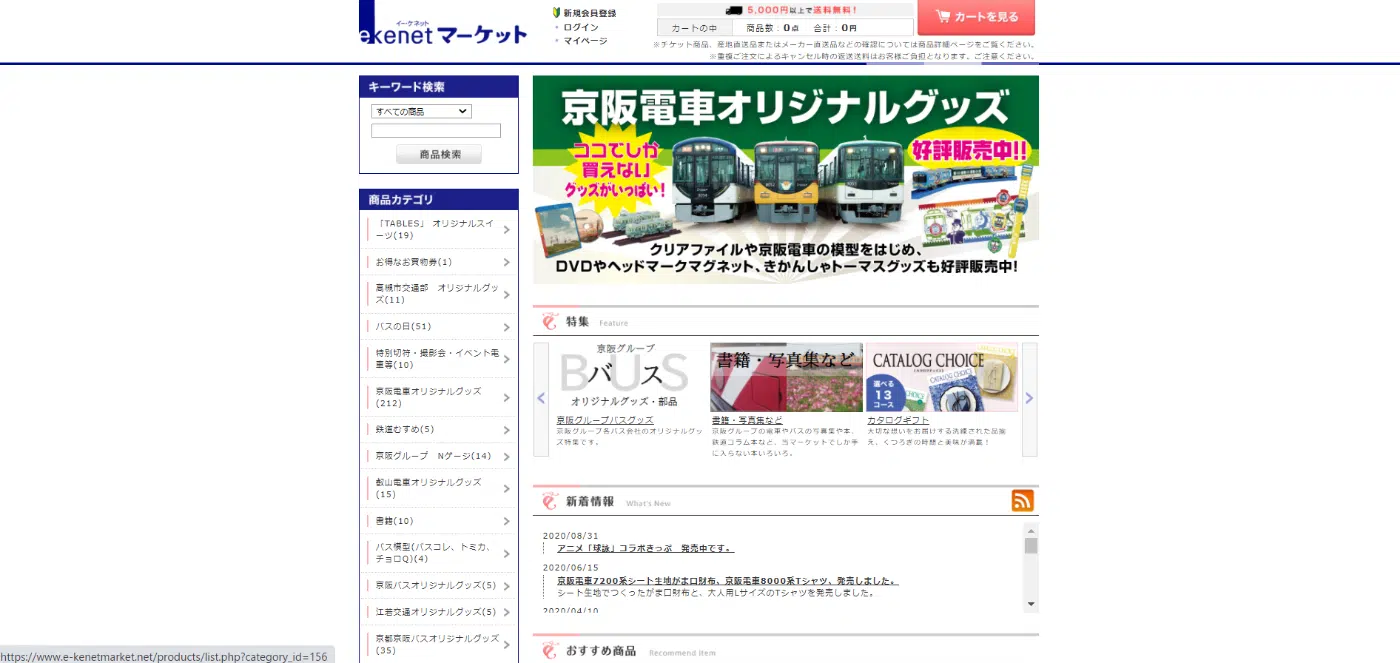 イーケネット
ekenet マーケット
新規会員登録
ログイン
マイページ
5,000円以上で送料無料!
カートの中 商品数:0点 合計:0円
カートを見る
※チケット商品、産地直送品またはメーカー直送品などの確認については商品詳細ページをご覧ください。
※重複ご注文によるキャンセル時の返送送料はお客様ご負担となります。ご注意ください。
キーワード検索
すべての商品
商品検索
商品カテゴリ
「TABLES」 オリジナルスイ
ーツ(19)
お得なお買物券(1)
高槻市交通部 オリジナルグッ
ズ(11)
バスの日(51)
特別切符・撮影会・イベント電
車等(10)
京阪電車オリジナルグッズ
(212)
鉄道むすめ(5)
京阪グループ Nゲージ(14)
叡山電車オリジナルグッズ
(15)
書籍(10)
バス模型(バスコレ、トミカ、
チョロQ)(4)
京阪バスオリジナルグッズ(5)
江若交通オリジナルグッズ(5)
京都京阪バスオリジナルグッズ
(35)
京阪電車オリジナルグッズ
ココでしか
買えない
グッズがいっぱい!
好評販売中!!
クリアファイルや京阪電車の模型をはじめ、
DVDやヘッドマークマグネット、きかんしゃトーマスグッズも好評販売中!
特集 Feature
京阪グループ
BUS
バス
オリジナルグッズ・部品
京阪グループバスグッズ
京阪グループ各バス会社のオリジナルグッ
ズ特集です。
書籍・写真集など
書籍・写真集など
京阪グループの電車やバスの写真集や本、
鉄道コラム本など、当マーケットでしか手
に入らない本いろいろ。
CATALOG CHOICE
選べる
13
コース
CATALOG CHOICE
カタログギフト
大切な想いをお届けする洗練された品揃
え、くつろぎの時間と美味が満載!
新着情報 What's New
2020/08/31
アニメ「球詠」コラボきっぷ 発売中です。
2020/06/15
京阪電車7200系シート生地がま口財布、京阪電車8000系Tシャツ、発売しました。
シート生地でつくったがま口財布と、大人用LサイズのTシャツを発売しました。
2020/04/10
おすすめ商品 Recommend Item
https://www.e-kenetmarket.net/products/list.php?category_id=156